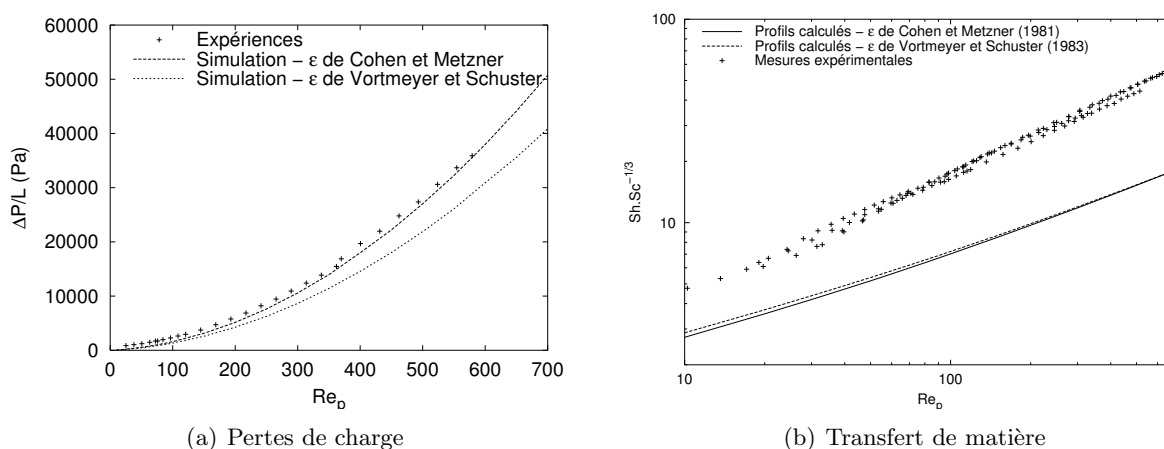 Expériences
Simulation − ε de Cohen et Metzner
Simulation − ε de Vortmeyer et Schuster
60000
50000
40000
30000
20000
10000
0
ΔP/L (Pa)
0 100 200 300 400 500 600 700
Re_p
(a) Pertes de charge
Profils calculés − ε de Cohen et Metzner (1981)
Profils calculés − ε de Vortmeyer et Schuster (1983)
Mesures expérimentales
100
10
Sh.Sc^−1/3
10 100
Re_p
(b) Transfert de matière